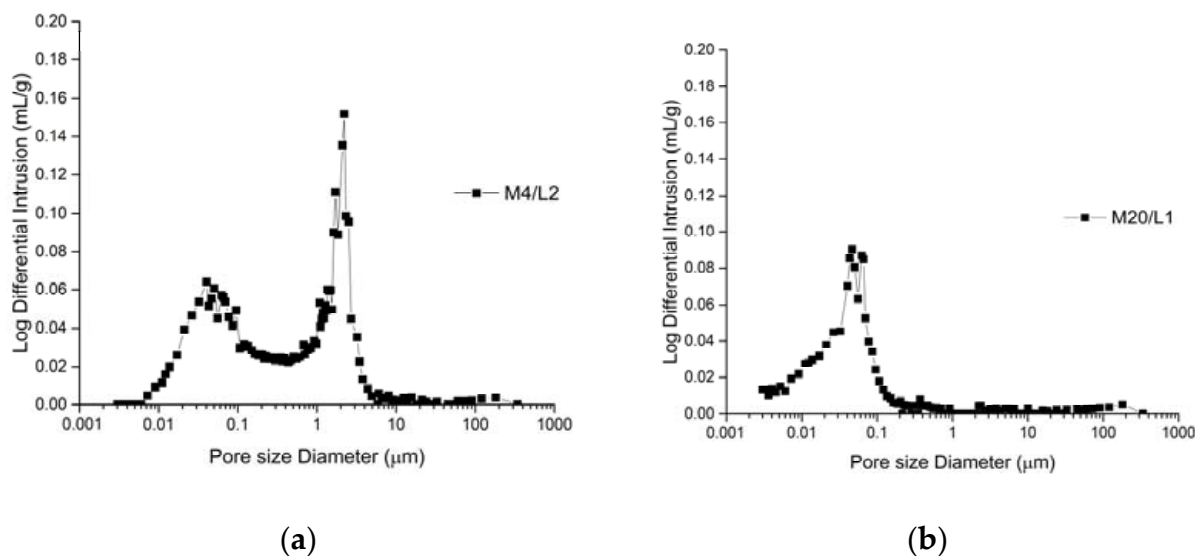 0.20
0.18
0.16
0.14
0.12
0.10
0.08
0.06
0.04
0.02
0.00
Log Differential Intrusion (mL/g)
M4/L2
0.001 0.01 0.1 1 10 100 1000
Pore size Diameter (μm)
(a)
0.20
0.18
0.16
0.14
0.12
0.10
0.08
0.06
0.04
0.02
0.00
Log Differential Intrusion (mL/g)
M20/L1
0.001 0.01 0.1 1 10 100 1000
Pore size Diameter (μm)
(b)